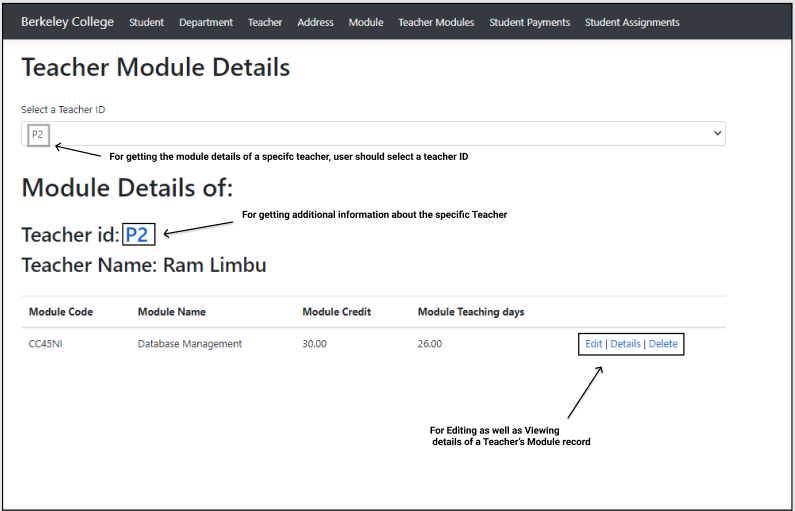 Berkeley College Student Department Teacher Address Module Teacher Modules Student Payments Student Assignments
Teacher Module Details
Select a Teacher ID
P2
For getting the module details of a specifc teacher, user should select a teacher ID
Module Details of:
For getting additional information about the specific Teacher
Teacher id: P2
Teacher Name: Ram Limbu
Module Code Module Name Module Credit Module Teaching days
CC45NI Database Management 30.00 26.00 Edit | Details | Delete
For Editing as well as Viewing
details of a Teacher's Module record